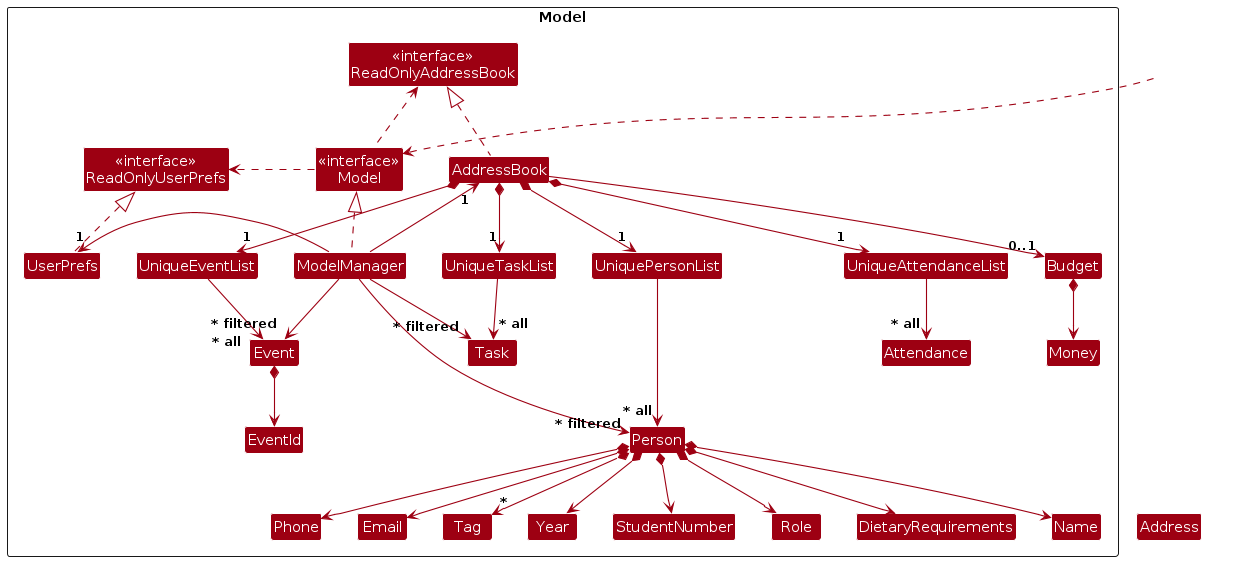 Model
«interface»
ReadOnlyAddressBook
«interface»
ReadOnlyUserPrefs
«interface»
Model
AddressBook
1
1
1
1
1
1
0..1
UserPrefs
UniqueEventList
ModelManager
UniqueTaskList
UniquePersonList
UniqueAttendanceList
Budget
* filtered
* all
* filtered
* all
* all
Event
Task
Attendance
Money
* all
* filtered
EventId
Person
*
Phone
Email
Tag
Year
StudentNumber
Role
DietaryRequirements
Name
Address